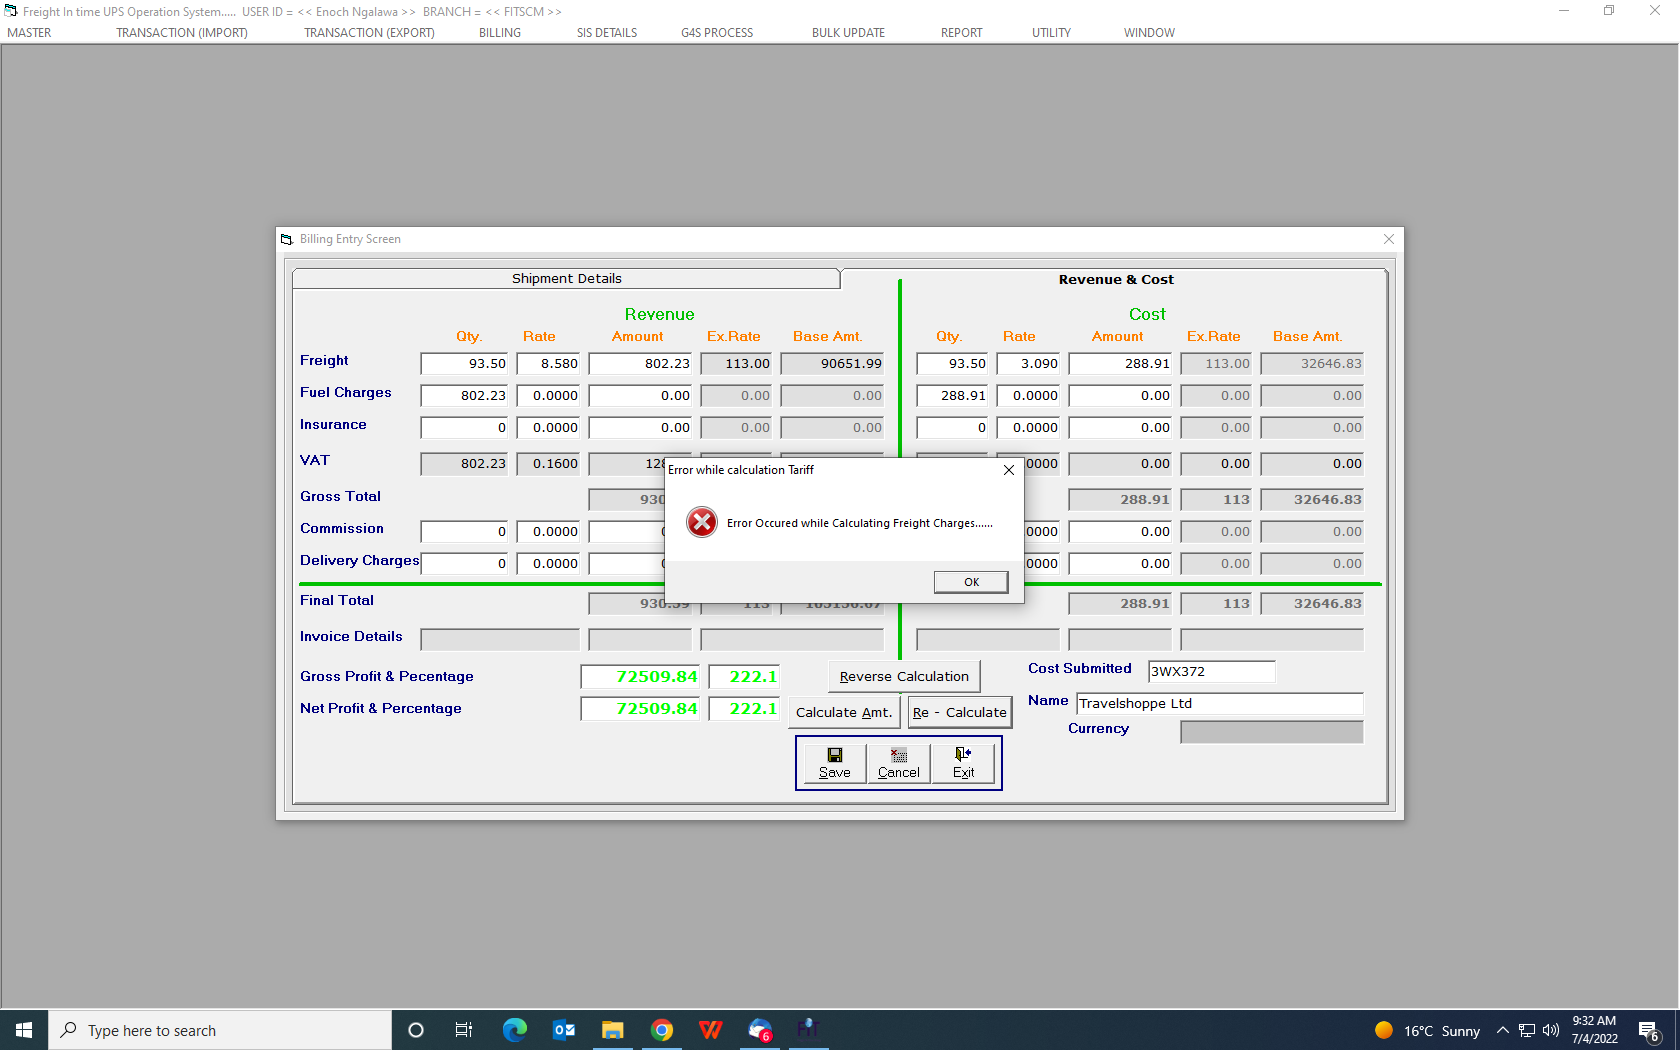 Freight In time UPS Operation System..... USER ID = << Enoch Ngalawa >> BRANCH = << FITSCM >>
MASTER TRANSACTION (IMPORT) TRANSACTION (EXPORT) BILLING SIS DETAILS G4S PROCESS BULK UPDATE REPORT UTILITY WINDOW
Billing Entry Screen
Shipment Details Revenue & Cost
Revenue Cost
Qty. Rate Amount Ex.Rate Base Amt. Qty. Rate Amount Ex.Rate Base Amt.
Freight 93.50 8.580 802.23 113.00 90651.99 93.50 3.090 288.91 113.00 32646.83
Fuel Charges 802.23 0.0000 0.00 0.00 0.00 288.91 0.0000 0.00 0.00 0.00
Insurance 0 0.0000 0.00 0.00 0.00 0 0.0000 0.00 0.00 0.00
VAT 802.23 0.1600 128 0000 0.00 0.00 0.00
Error while calculation Tariff
Gross Total 930 288.91 113 32646.83
Error Occured while Calculating Freight Charges......
Commission 0 0.0000 0000 0.00 0.00 0.00
Delivery Charges 0 0.0000 0000 0.00 0.00 0.00
OK
Final Total 930.59 113 288.91 113 32646.83
Invoice Details
Gross Profit & Pecentage 72509.84 222.1 Reverse Calculation Cost Submitted 3WX372
Net Profit & Percentage 72509.84 222.1 Calculate Amt. Re - Calculate Name Travelshoppe Ltd
Currency
Save Cancel Exit
Type here to search 6 FiT 16°C Sunny 9:32 AM
7/4/2022 6